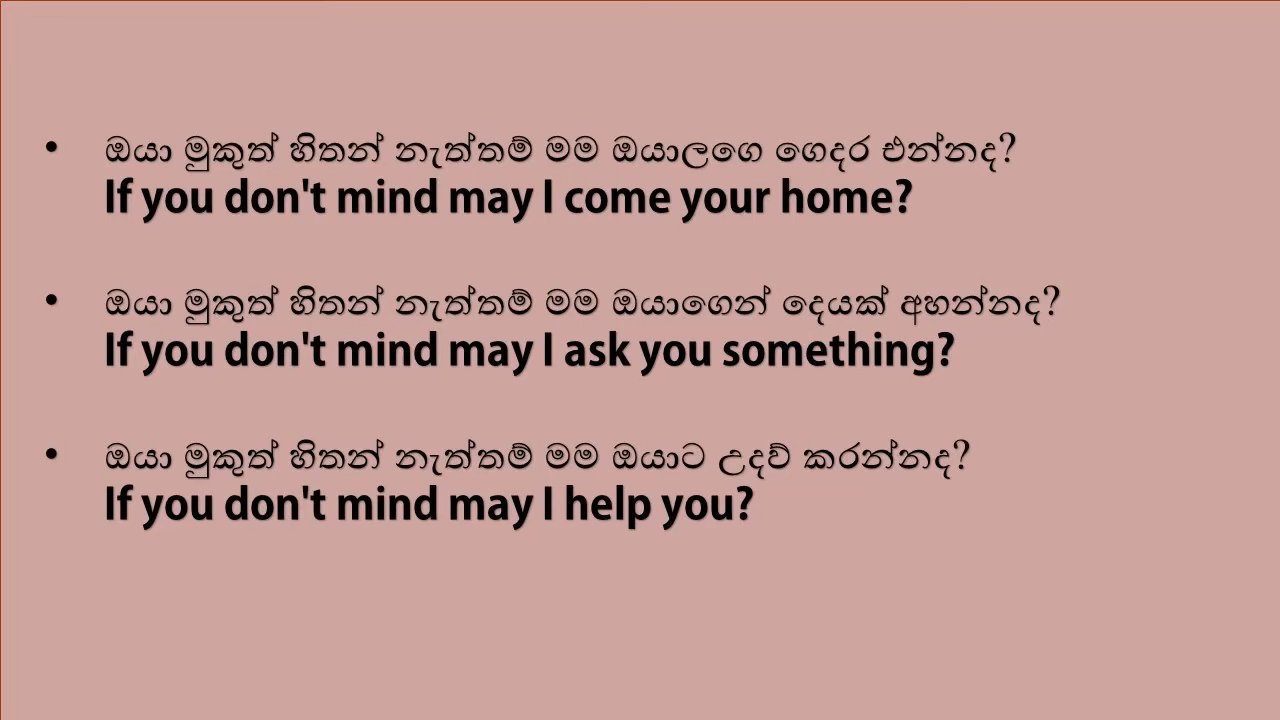 • ඔයා මුකුත් හිතන් නැත්තම් මම ඔයාලගෙ ගෙදර එන්නද?
If you don't mind may I come your home?
• ඔයා මුකුත් හිතන් නැත්තම් මම ඔයාගෙන් දෙයක් අහන්නද?
If you don't mind may I ask you something?
• ඔයා මුකුත් හිතන් නැත්තම් මම ඔයාට උදව් කරන්නද?
If you don't mind may I help you?